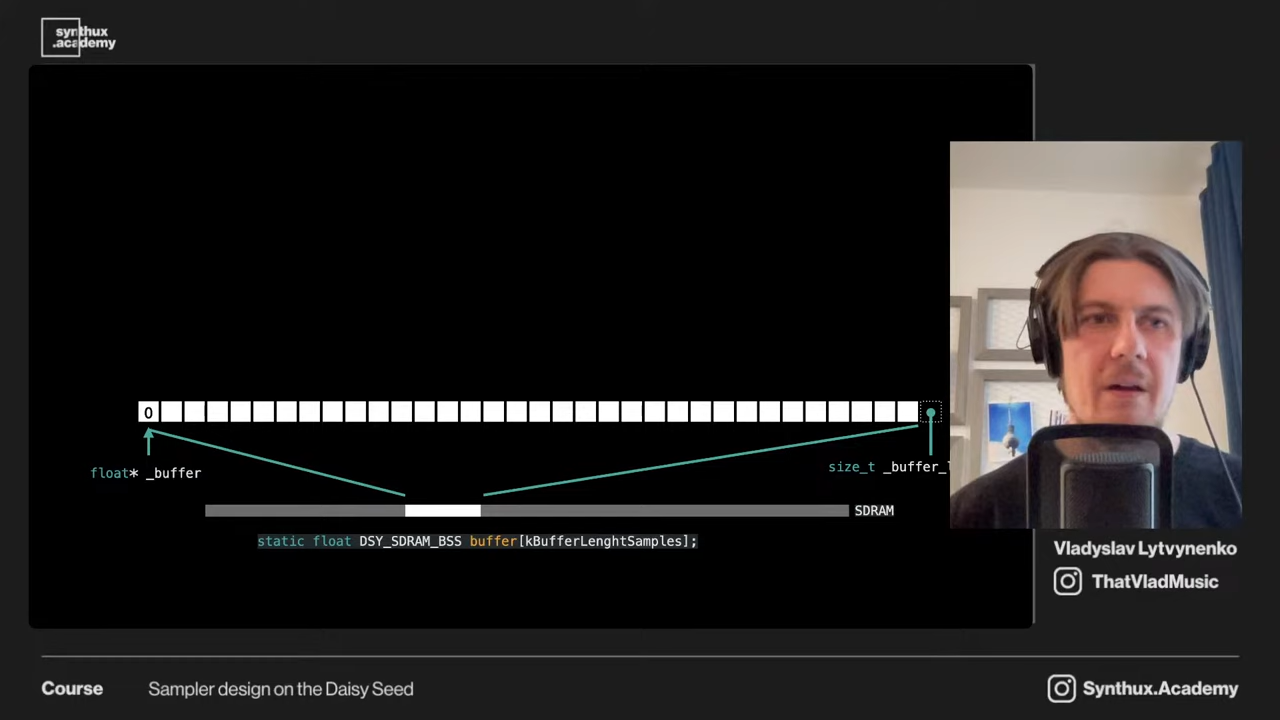 synthux
.academy
0
float* _buffer
size_t _buffer_l
SDRAM
static float DSY_SDRAM_BSS buffer[kBufferLenghtSamples];
Vladyslav Lytvynenko
ThatVladMusic
Course Sampler design on the Daisy Seed
Synthux.Academy